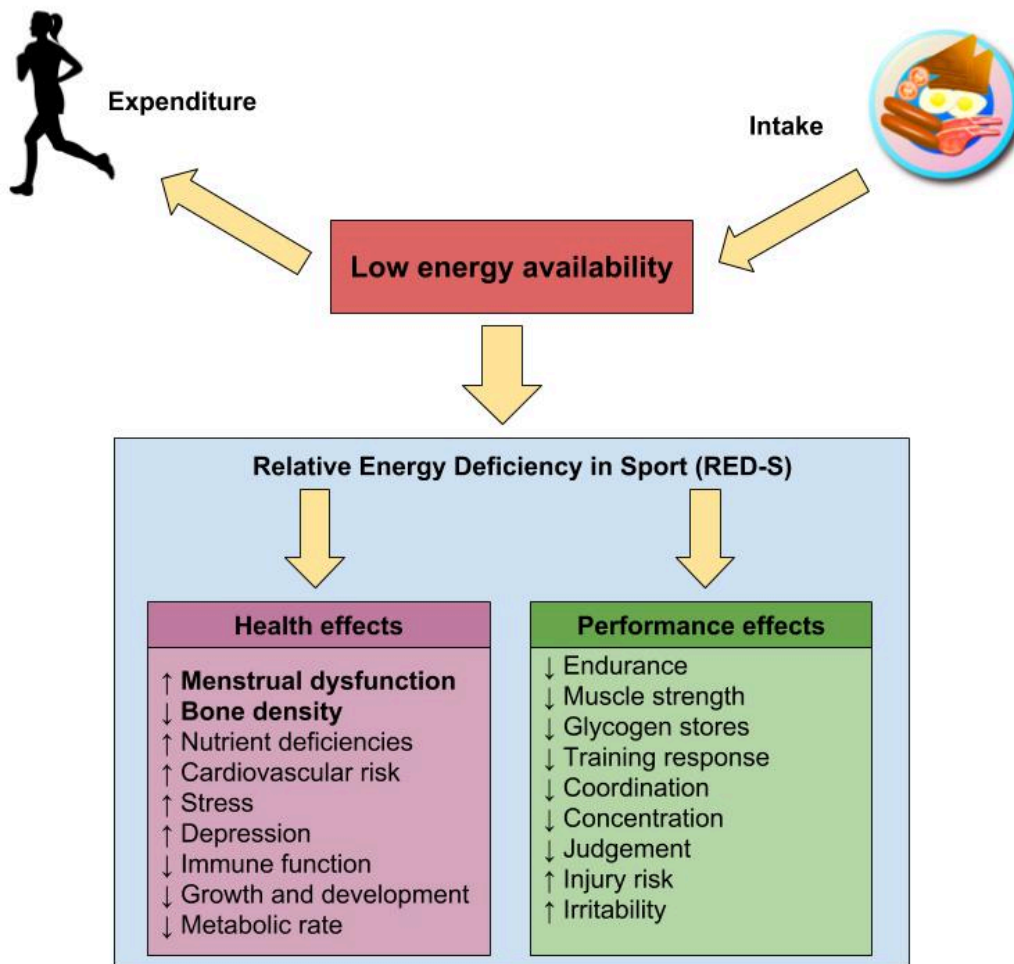 Expenditure
Intake
Low energy availability
Relative Energy Deficiency in Sport (RED-S)
Health effects
↑ Menstrual dysfunction
↓ Bone density
↑ Nutrient deficiencies
↑ Cardiovascular risk
↑ Stress
↑ Depression
↓ Immune function
↓ Growth and development
↓ Metabolic rate
Performance effects
↓ Endurance
↓ Muscle strength
↓ Glycogen stores
↓ Training response
↓ Coordination
↓ Concentration
↓ Judgement
↑ Injury risk
↑ Irritability